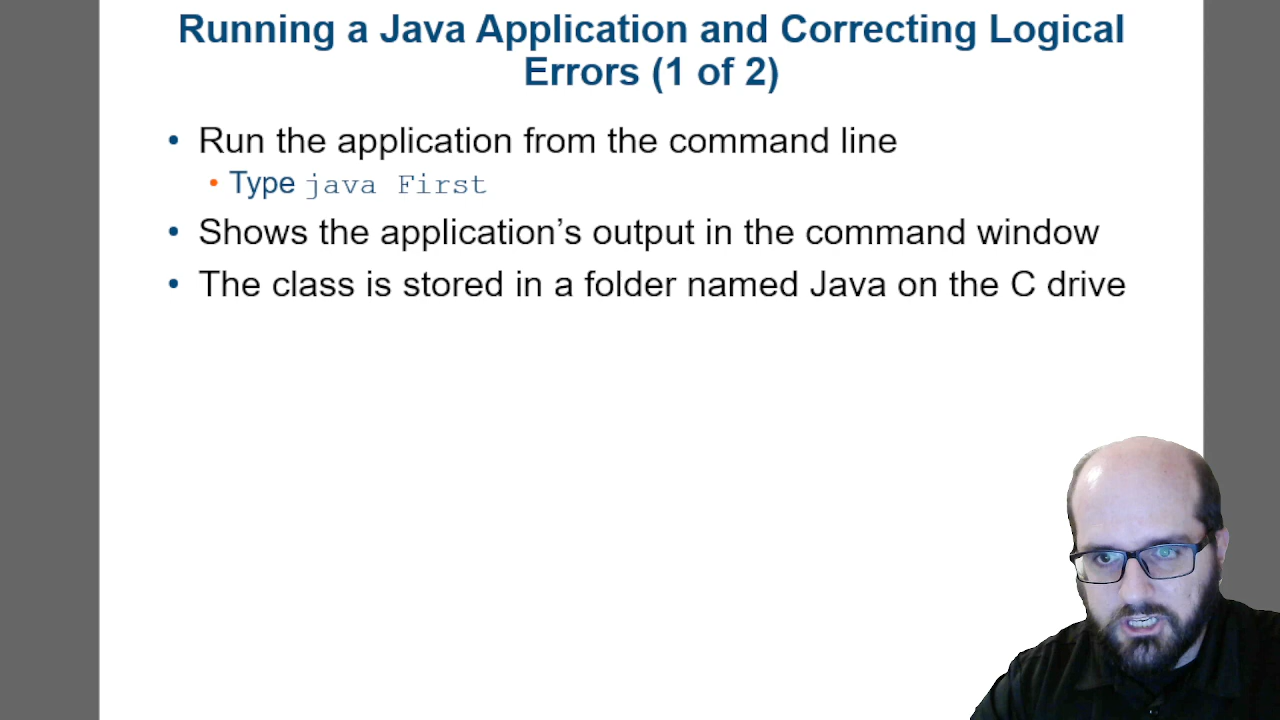 Running a Java Application and Correcting Logical
Errors (1 of 2)
• Run the application from the command line
• Type java First
• Shows the application’s output in the command window
• The class is stored in a folder named Java on the C drive